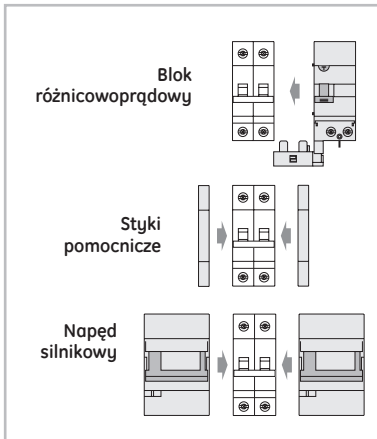 Blok
różnicowoprądowy
Styki
pomocnicze
Napęd
silnikowy